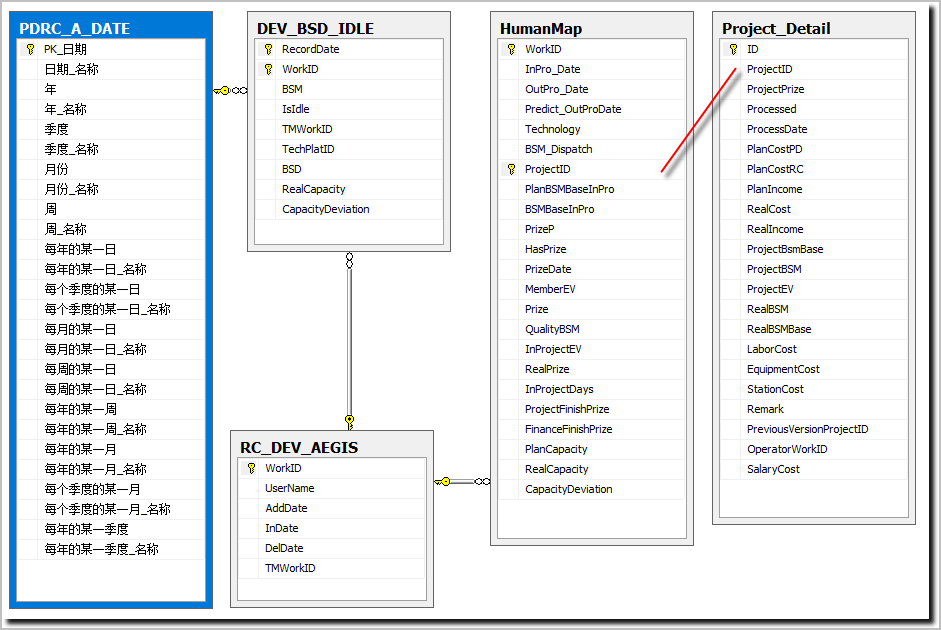 PDRC_A_DATE
PK_日期
日期_名称
年
年_名称
季度
季度_名称
月份
月份_名称
周
周_名称
每年的某一日
每年的某一日_名称
每个季度的某一日
每个季度的某一日_名称
每月的某一日
每月的某一日_名称
每周的某一日
每周的某一日_名称
每年的某一周
每年的某一周_名称
每年的某一月
每年的某一月_名称
每个季度的某一月
每个季度的某一月_名称
每年的某一季度
每年的某一季度_名称
DEV_BSD_IDLE
RecordDate
WorkID
BSM
IsIdle
TMWorkID
TechPlatID
BSD
RealCapacity
CapacityDeviation
RC_DEV_AEGIS
WorkID
UserName
AddDate
InDate
DelDate
TMWorkID
HumanMap
WorkID
InPro_Date
OutPro_Date
Predict_OutProDate
Technology
BSM_Dispatch
ProjectID
PlanBSMBaseInPro
BSMBaseInPro
PrizeP
HasPrize
PrizeDate
MemberEV
Prize
QualityBSM
InProjectEV
RealPrize
InProjectDays
ProjectFinishPrize
FinanceFinishPrize
PlanCapacity
RealCapacity
CapacityDeviation
Project_Detail
ID
ProjectID
ProjectPrize
Processed
ProcessDate
PlanCostPD
PlanCostRC
PlanIncome
RealCost
RealIncome
ProjectBsmBase
ProjectBSM
ProjectEV
RealBSM
RealBSMBase
LaborCost
EquipmentCost
StationCost
Remark
PreviousVersionProjectID
OperatorWorkID
SalaryCost